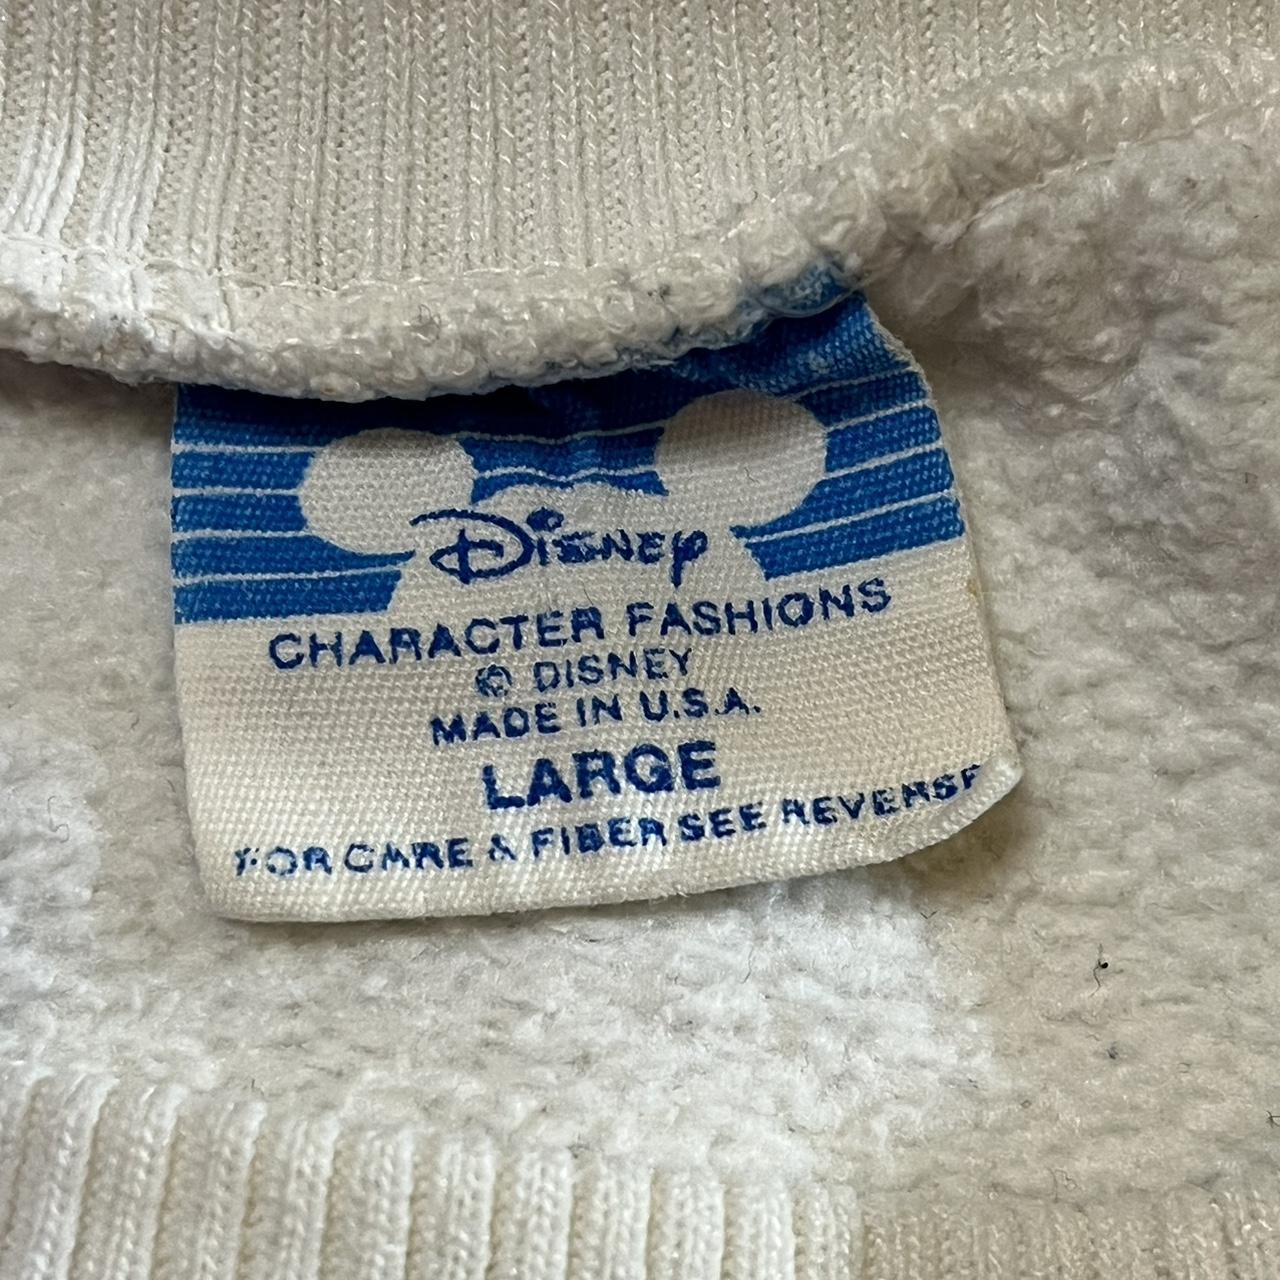 Disney
CHARACTER FASHIONS
© DISNEY
MADE IN U.S.A.
LARGE
FOR CARE & FIBER SEE REVERSE